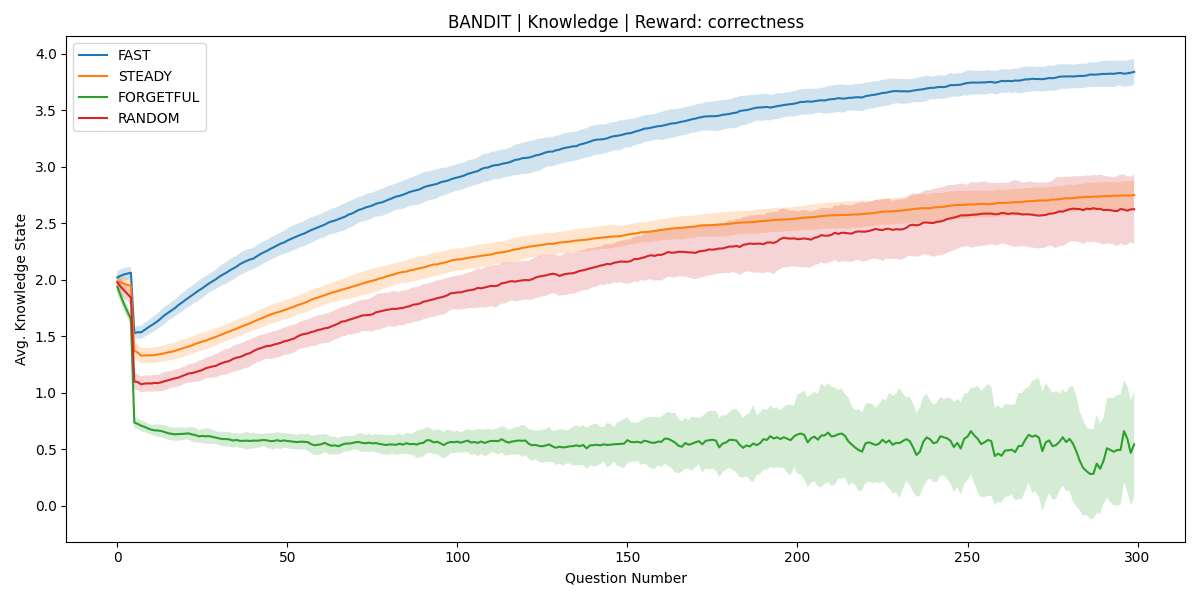 BANDIT | Knowledge | Reward: correctness
FAST
STEADY
FORGETFUL
RANDOM
Avg. Knowledge State
4.0
3.5
3.0
2.5
2.0
1.5
1.0
0.5
0.0
0 50 100 150 200 250 300
Question Number